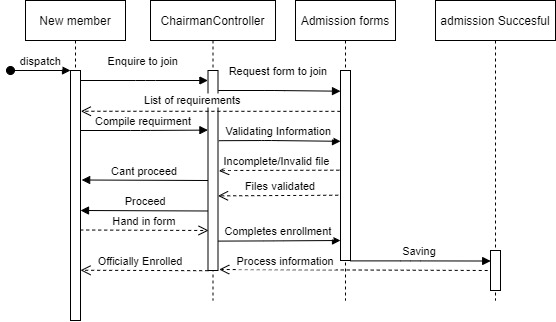 New member
ChairmanController
Admission forms
admission Succesful
dispatch
Enquire to join
Request form to join
List of requirements
Compile requirment
Validating Information
Incomplete/Invalid file
Cant proceed
Files validated
Proceed
Hand in form
Completes enrollment
Saving
Officially Enrolled
Process information